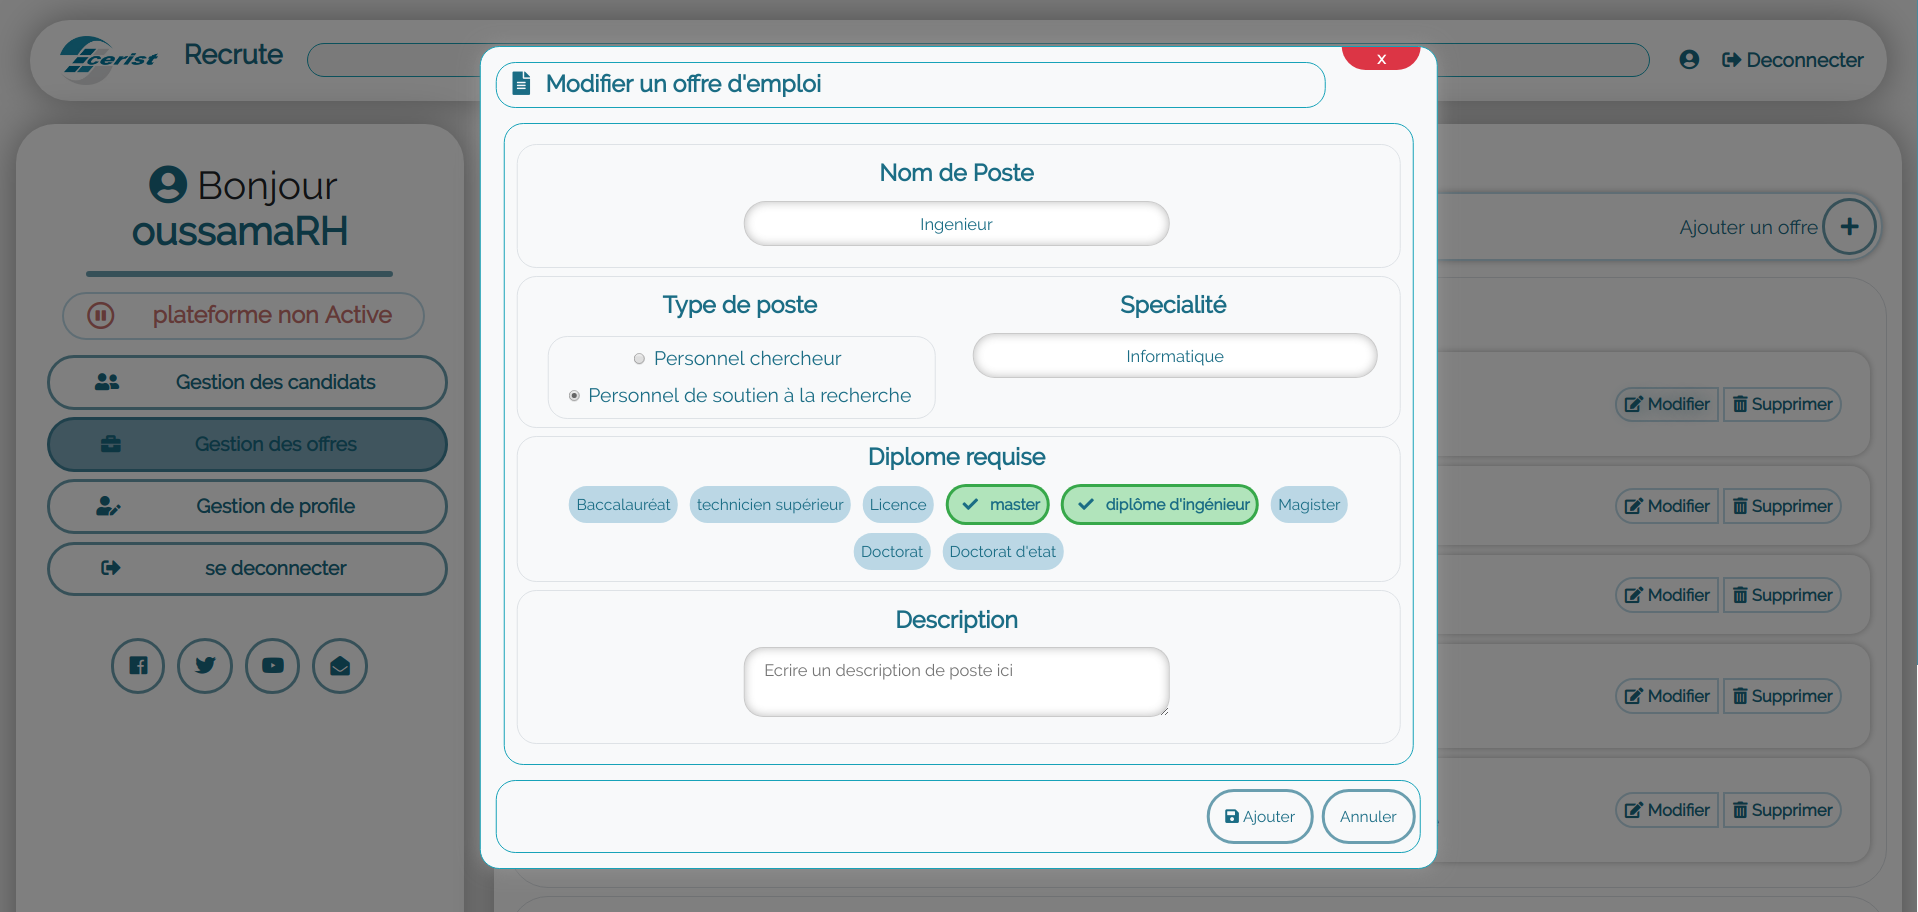 cerist
Recrute
Deconnecter
x
Modifier un offre d'emploi
Bonjour
oussamaRH
plateforme non Active
Gestion des candidats
Gestion des offres
Gestion de profile
se deconnecter
Nom de Poste
Ingenieur
Type de poste
Personnel chercheur
Personnel de soutien à la recherche
Specialité
Informatique
Diplome requise
Baccalauréat technicien supérieur Licence master diplôme d'ingénieur Magister
Doctorat Doctorat d'etat
Description
Ecrire un description de poste ici
Ajouter Annuler
Ajouter un offre
Modifier Supprimer
Modifier Supprimer
Modifier Supprimer
Modifier Supprimer
Modifier Supprimer